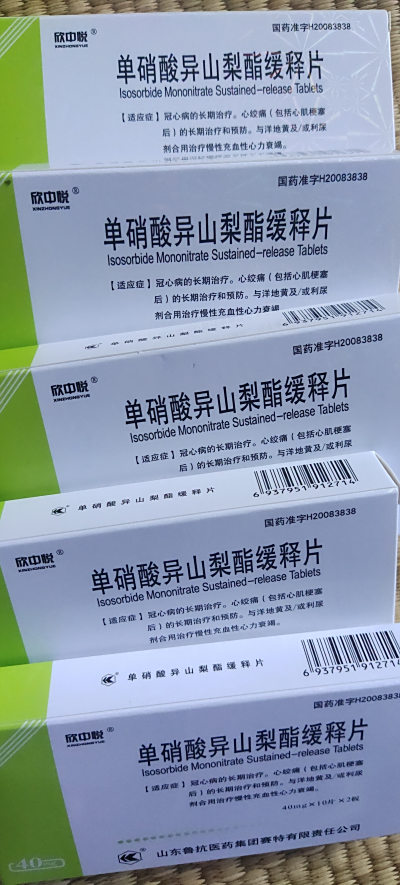 国药准字H20083838
欣中悦®
XINZHONGYUE
单硝酸异山梨酯缓释片
Isosorbide Mononitrate Sustained-release Tablets
【适应症】冠心病的长期治疗。心绞痛(包括心肌梗塞
后)的长期治疗和预防。与洋地黄及/或利尿
剂合用治疗慢性充血性心力衰竭。
国药准字H20083838
欣中悦®
XINZHONGYUE
单硝酸异山梨酯缓释片
Isosorbide Mononitrate Sustained-release Tablets
【适应症】冠心病的长期治疗。心绞痛(包括心肌梗塞
后)的长期治疗和预防。与洋地黄及/或利尿
剂合用治疗慢性充血性心力衰竭
单硝酸异山梨酯缓释片
6 937951 912714
国药准字H20083838
欣中悦®
XINZHONGYUE
单硝酸异山梨酯缓释片
Isosorbide Mononitrate Sustained-release Tablets
【适应症】冠心病的长期治疗。心绞痛(包括心肌梗塞
后)的长期治疗和预防。与洋地黄及/或利尿
单硝酸异山梨酯缓释片
6 937951 912714
国药准字H20083838
欣中悦®
XINZHONGYUE
单硝酸异山梨酯缓释片
Isosorbide Mononitrate Sustained-release Tablets
【适应症】冠心病的长期治疗。心绞痛(包括心肌梗塞
后)的长期治疗和预防。与洋地黄及/或利尿
剂合用治疗慢性充血性心力衰竭。
单硝酸异山梨酯缓释片
6 937951 912714
国药准字H20083838
欣中悦®
XINZHONGYUE
单硝酸异山梨酯缓释片
Isosorbide Mononitrate Sustained-release Tablets
【适应症】冠心病的长期治疗。心绞痛(包括心肌梗塞
后)的长期治疗和预防。与洋地黄及/或利尿
剂合用治疗慢性充血性心力衰竭。
40mg×10片×2板
山东鲁抗医药集团赛特有限责任公司
40mg